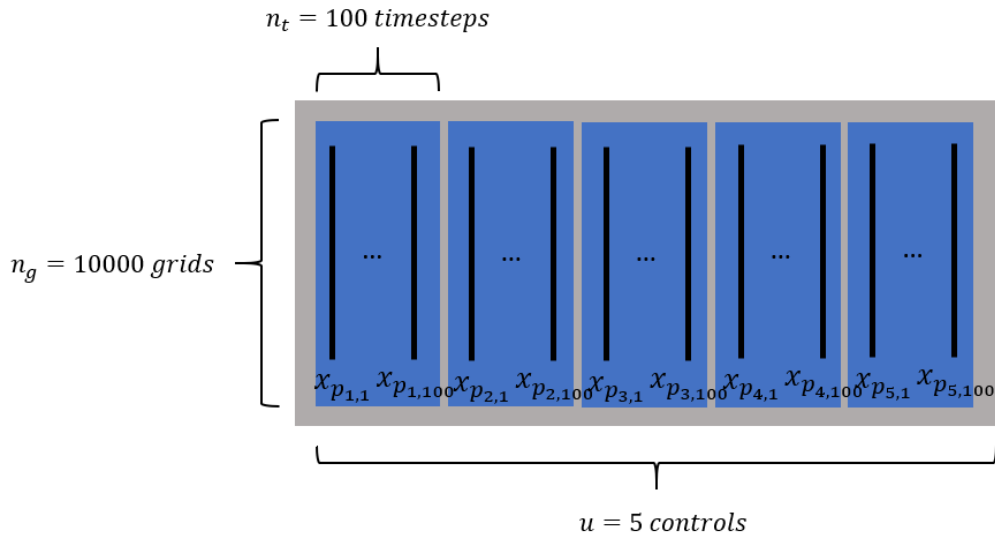 n_t = 100 timesteps
n_g = 10000 grids
... ... ... ... ...
x_{p_{1,1}} x_{p_{1,100}} x_{p_{2,1}} x_{p_{2,100}} x_{p_{3,1}} x_{p_{3,100}} x_{p_{4,1}} x_{p_{4,100}} x_{p_{5,1}} x_{p_{5,100}}
u = 5 controls